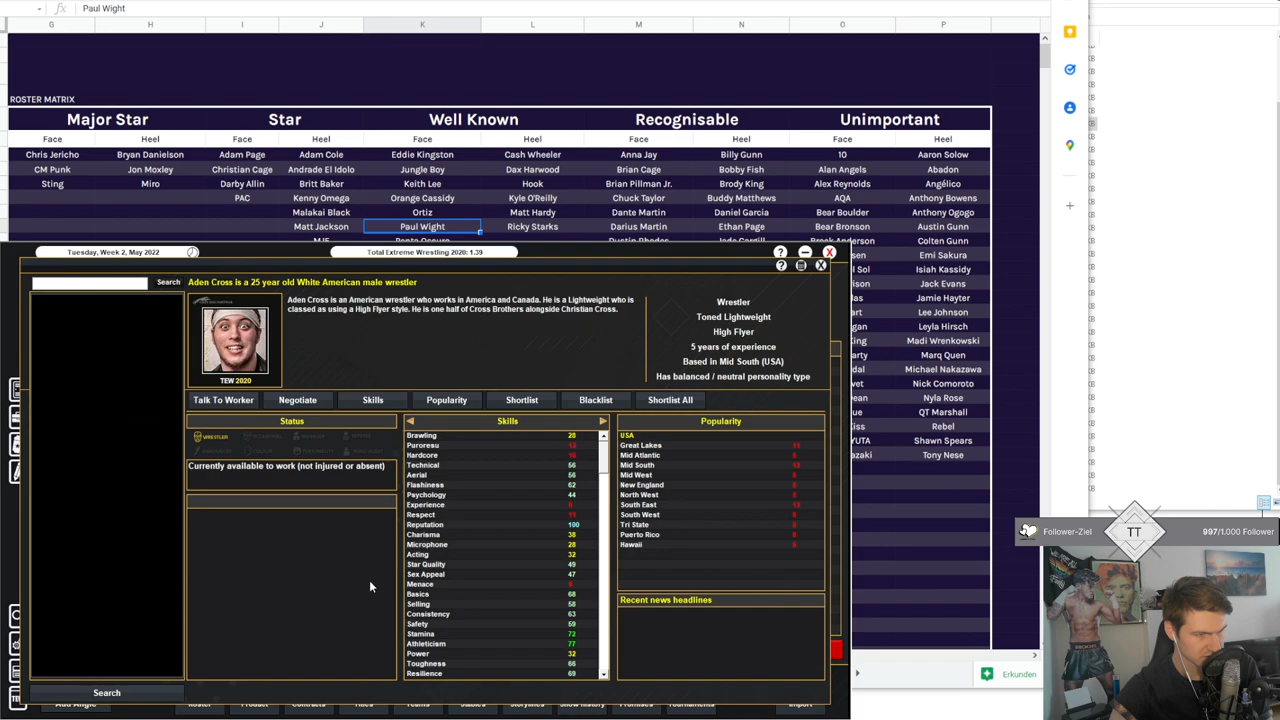 fx Paul Wight
G H I J K L M N O P
ROSTER MATRIX
Major Star Star Well Known Recognisable Unimportant
Face Heel Face Heel Face Heel Face Heel Face Heel
Chris Jericho Bryan Danielson Adam Page Adam Cole Eddie Kingston Cash Wheeler Anna Jay Billy Gunn 10 Aaron Solow
CM Punk Jon Moxley Christian Cage Andrade El Idolo Jungle Boy Dax Harwood Brian Cage Bobby Fish Alan Angels Abadon
Sting Miro Darby Allin Britt Baker Keith Lee Hook Brian Pillman Jr. Brody King Alex Reynolds Angélico
PAC Kenny Omega Orange Cassidy Kyle O'Reilly Chuck Taylor Buddy Matthews AQA Anthony Bowens
Malakai Black Ortiz Matt Hardy Dante Martin Daniel Garcia Bear Boulder Anthony Ogogo
Matt Jackson Paul Wight Ricky Starks Darius Martin Ethan Page Bear Bronson Austin Gunn
Colten Gunn
Emi Sakura
Isiah Kassidy
Jack Evans
Jamie Hayter
Lee Johnson
Leyla Hirsch
Madi Wrenkowski
Marq Quen
Michael Nakazawa
Nick Comoroto
Nyla Rose
QT Marshall
Rebel
Shawn Spears
Tony Nese
Tuesday, Week 2, May 2022 Total Extreme Wrestling 2020: 1.39
Search Aden Cross is a 25 year old White American male wrestler
Aden Cross is an American wrestler who works in America and Canada. He is a Lightweight who is
classed as using a High Flyer style. He is one half of Cross Brothers alongside Christian Cross.
TEW 2020
Wrestler
Toned Lightweight
High Flyer
5 years of experience
Based in Mid South (USA)
Has balanced / neutral personality type
Talk To Worker Negotiate Skills Popularity Shortlist Blacklist Shortlist All
Status
WRESTLER
Currently available to work (not injured or absent)
Skills
Brawling 28
Puroresu
Hardcore
Technical 56
Aerial 56
Flashiness 62
Psychology 44
Experience
Respect
Reputation 100
Charisma 38
Microphone 28
Acting 32
Star Quality 49
Sex Appeal 47
Menace
Basics 68
Selling 58
Consistency 63
Safety 59
Stamina 72
Athleticism 77
Power 32
Toughness 66
Resilience 69
Popularity
USA
Great Lakes
Mid Atlantic
Mid South
Mid West
New England
North West
South East
South West
Tri State
Puerto Rico
Hawaii
Recent news headlines
Search
Follower-Ziel TT 997/1.000 Follower
Erkunden